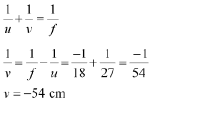 1/u + 1/v = 1/f
1/v = 1/f − 1/u = −1/18 + 1/27 = −1/54
v = −54 cm